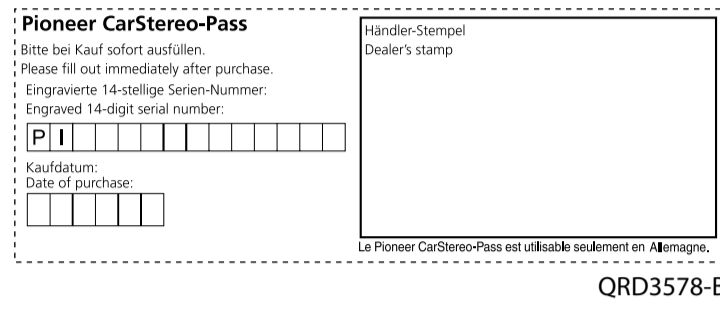 Pioneer CarStereo-Pass
Bitte bei Kauf sofort ausfüllen.
Please fill out immediately after purchase.
Eingravierte 14-stellige Serien-Nummer:
Engraved 14-digit serial number:
P I
Kaufdatum:
Date of purchase:
Händler-Stempel
Dealer's stamp
Le Pioneer CarStereo-Pass est utilisable seulement en Allemagne.
QRD3578-B